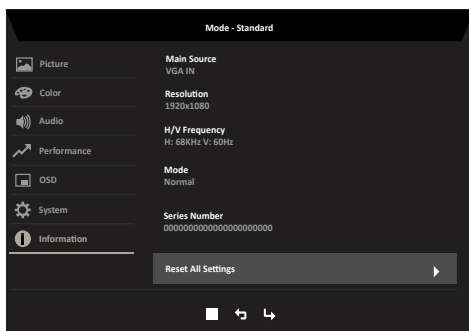 Mode - Standard
Picture
Color
Audio
Performance
OSD
System
Information
Main Source
VGA IN
Resolution
1920x1080
H/V Frequency
H: 68KHz V: 60Hz
Mode
Normal
Series Number
0000000000000000000000
Reset All Settings